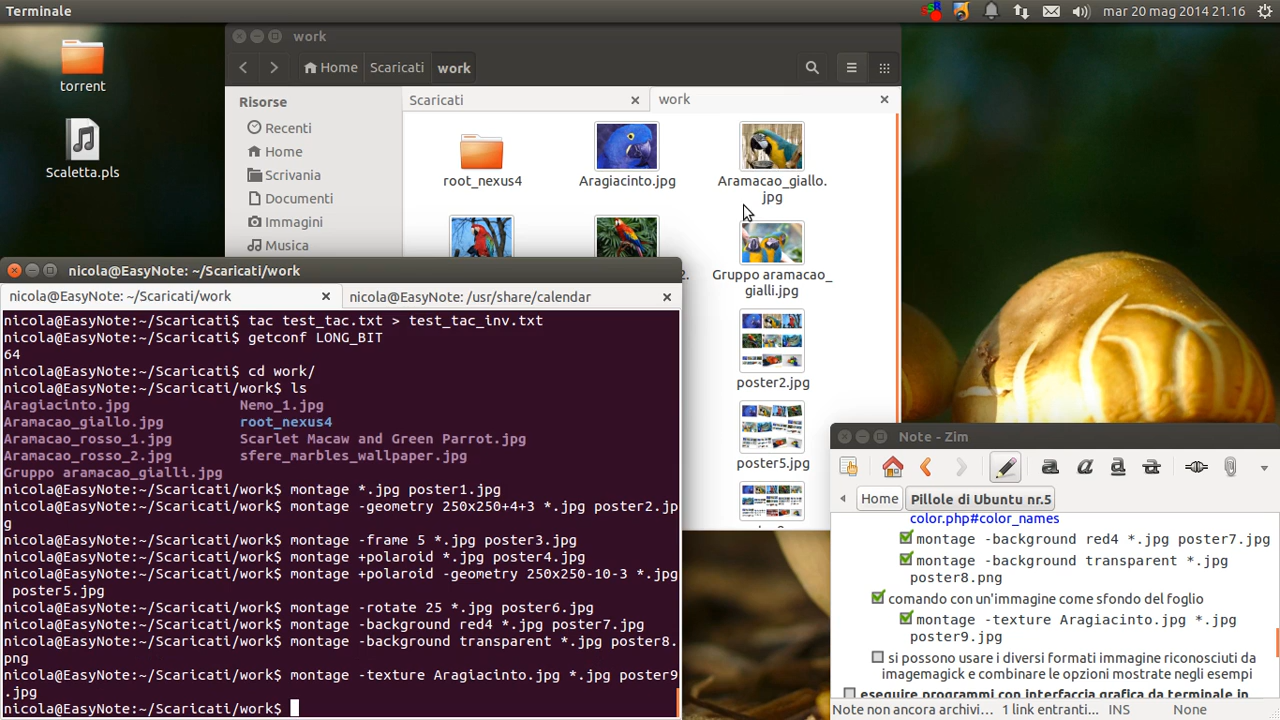 Terminale
mar 20 mag 2014 21.16
torrent
Scaletta.pls
work
Home
Scaricati
work
Risorse
Recenti
Home
Scrivania
Documenti
Immagini
Musica
Scaricati
work
root_nexus4
Aragiacinto.jpg
Aramacao_giallo.
jpg
2.
Gruppo aramacao_
gialli.jpg
poster2.jpg
poster5.jpg
nicola@EasyNote: ~/Scaricati/work
nicola@EasyNote: ~/Scaricati/work
nicola@EasyNote: /usr/share/calendar
nicola@EasyNote:~/Scaricati$ tac test_tac.txt > test_tac_inv.txt
nicola@EasyNote:~/Scaricati$ getconf LONG_BIT
64
nicola@EasyNote:~/Scaricati$ cd work/
nicola@EasyNote:~/Scaricati/work$ ls
Aragiacinto.jpg Nemo_1.jpg
Aramacao_giallo.jpg root_nexus4
Aramacao_rosso_1.jpg Scarlet Macaw and Green Parrot.jpg
Aramacao_rosso_2.jpg sfere_marbles_wallpaper.jpg
Gruppo aramacao_gialli.jpg
nicola@EasyNote:~/Scaricati/work$ montage *.jpg poster1.jpg
nicola@EasyNote:~/Scaricati/work$ montage -geometry 250x250+4+3 *.jpg poster2.jp
g
nicola@EasyNote:~/Scaricati/work$ montage -frame 5 *.jpg poster3.jpg
nicola@EasyNote:~/Scaricati/work$ montage +polaroid *.jpg poster4.jpg
nicola@EasyNote:~/Scaricati/work$ montage +polaroid -geometry 250x250-10-3 *.jpg
poster5.jpg
nicola@EasyNote:~/Scaricati/work$ montage -rotate 25 *.jpg poster6.jpg
nicola@EasyNote:~/Scaricati/work$ montage -background red4 *.jpg poster7.jpg
nicola@EasyNote:~/Scaricati/work$ montage -background transparent *.jpg poster8.
png
nicola@EasyNote:~/Scaricati/work$ montage -texture Aragiacinto.jpg *.jpg poster9
.jpg
nicola@EasyNote:~/Scaricati/work$
Note - Zim
Home
Pillole di Ubuntu nr.5
color.php#color_names
montage -background red4 *.jpg poster7.jpg
montage -background transparent *.jpg
poster8.png
comando con un'immagine come sfondo del foglio
montage -texture Aragiacinto.jpg *.jpg
poster9.jpg
si possono usare i diversi formati immagine riconosciuti da
imagemagick e combinare le opzioni mostrate negli esempi
eseguire programmi con interfaccia grafica da terminale in
Note non ancora archivi... 1 link entranti... INS None